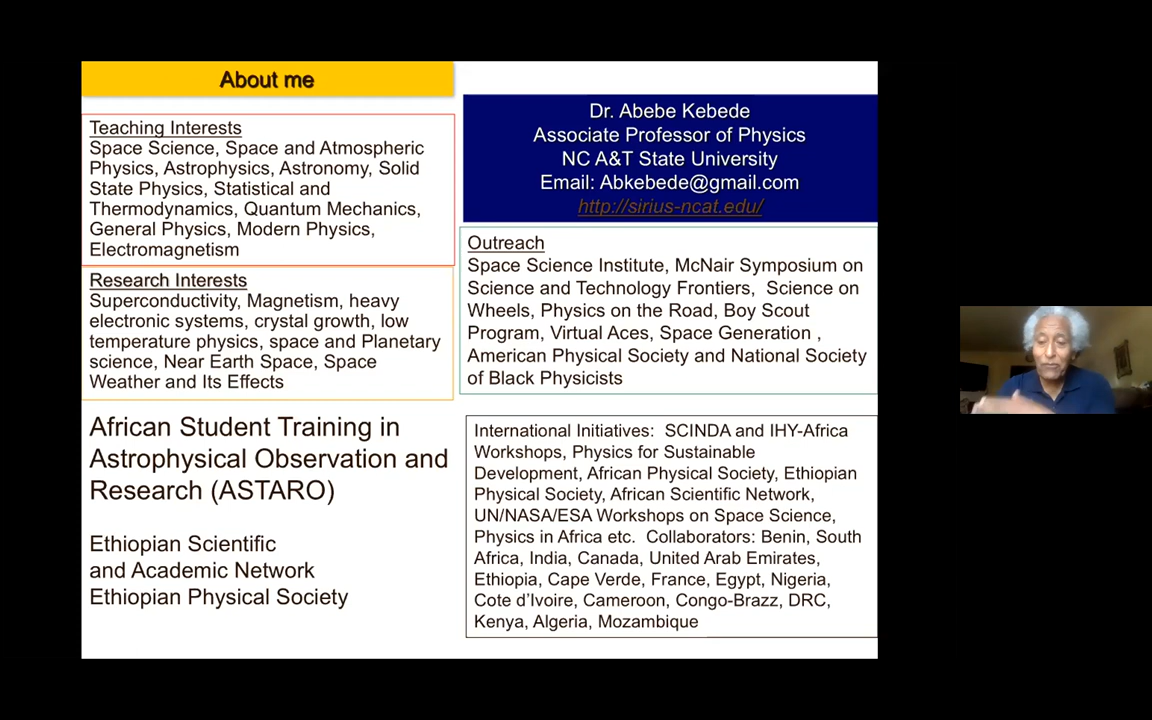 About me
Teaching Interests
Space Science, Space and Atmospheric
Physics, Astrophysics, Astronomy, Solid
State Physics, Statistical and
Thermodynamics, Quantum Mechanics,
General Physics, Modern Physics,
Electromagnetism
Research Interests
Superconductivity, Magnetism, heavy
electronic systems, crystal growth, low
temperature physics, space and Planetary
science, Near Earth Space, Space
Weather and Its Effects
African Student Training in
Astrophysical Observation and
Research (ASTARO)
Ethiopian Scientific
and Academic Network
Ethiopian Physical Society
Dr. Abebe Kebede
Associate Professor of Physics
NC A&T State University
Email: Abkebede@gmail.com
http://sirius-ncat.edu/
Outreach
Space Science Institute, McNair Symposium on
Science and Technology Frontiers, Science on
Wheels, Physics on the Road, Boy Scout
Program, Virtual Aces, Space Generation ,
American Physical Society and National Society
of Black Physicists
International Initiatives: SCINDA and IHY-Africa
Workshops, Physics for Sustainable
Development, African Physical Society, Ethiopian
Physical Society, African Scientific Network,
UN/NASA/ESA Workshops on Space Science,
Physics in Africa etc. Collaborators: Benin, South
Africa, India, Canada, United Arab Emirates,
Ethiopia, Cape Verde, France, Egypt, Nigeria,
Cote d'Ivoire, Cameroon, Congo-Brazz, DRC,
Kenya, Algeria, Mozambique